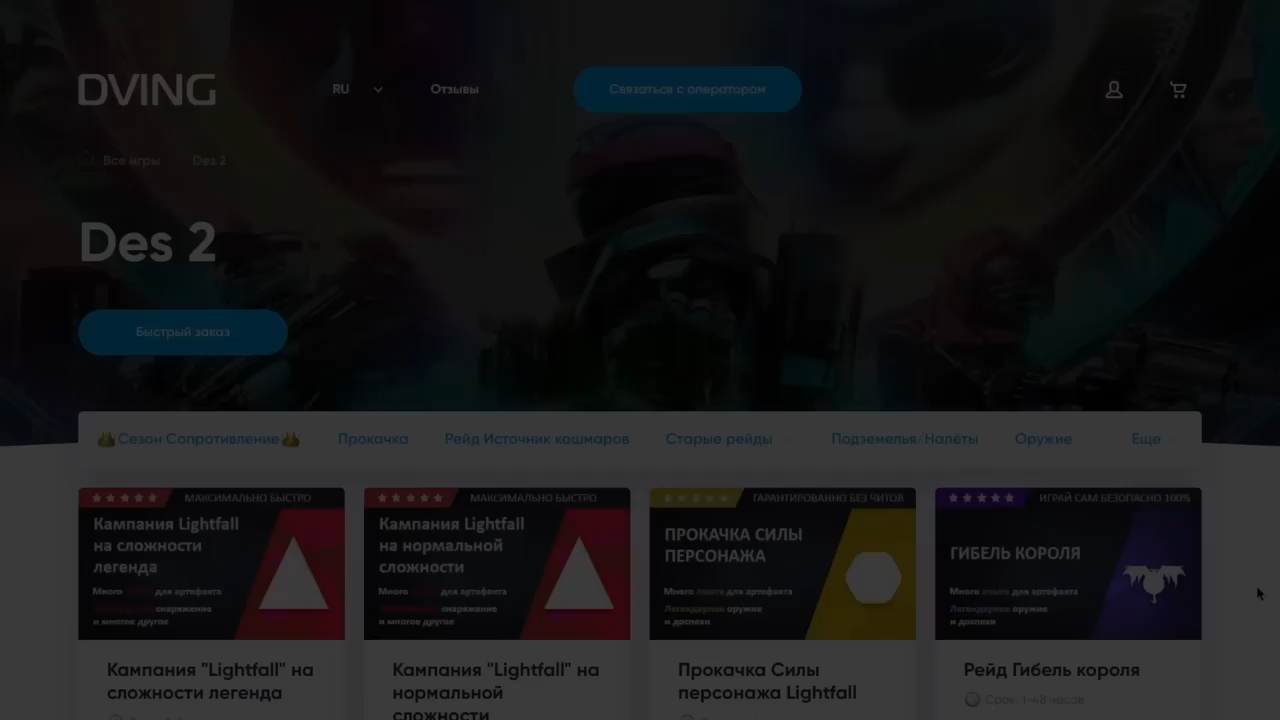 DVING
RU
Отзывы
Связаться с оператором
Все игры
Des 2
Des 2
Быстрый заказ
Сезон Сопротивление
Прокачка
Рейд Источник кошмаров
Старые рейды
Подземелья/Налёты
Оружие
Еще
МАКСИМАЛЬНО БЫСТРО
Кампания Lightfall
на сложности
легенда
Много
для артефакта
снаряжение
и многое другое
Кампания "Lightfall" на
сложности легенда
МАКСИМАЛЬНО БЫСТРО
Кампания Lightfall
на нормальной
сложности
Много
для артефакта
снаряжение
и многое другое
Кампания "Lightfall" на
нормальной
сложности
ГАРАНТИРОВАННО БЕЗ ЧИТОВ
ПРОКАЧКА СИЛЫ
ПЕРСОНАЖА
Много опыта для артефакта
Легендарное оружие
и доспехи
Прокачка Силы
персонажа Lightfall
ИГРАЙ САМ БЕЗОПАСНО 100%
ГИБЕЛЬ КОРОЛЯ
Много опыта для артефакта
Легендарное оружие
и доспехи
Рейд Гибель короля
Срок: 1-48 часов